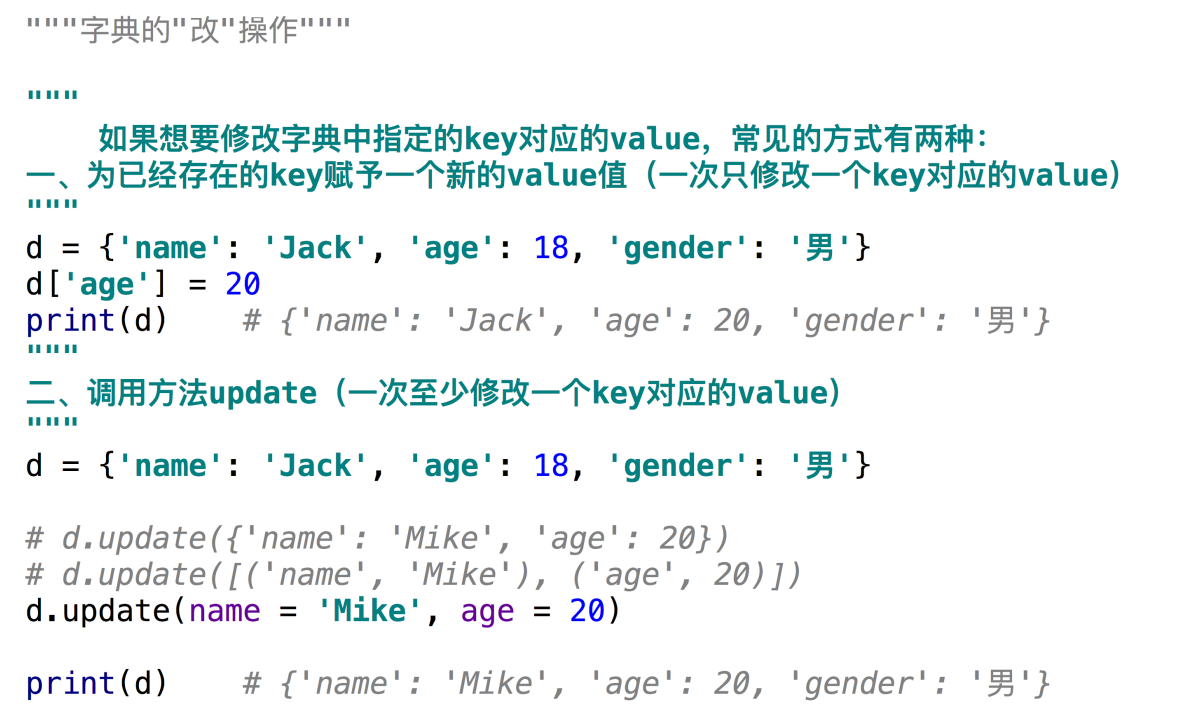 """字典的"改"操作"""
"""
    如果想要修改字典中指定的key对应的value，常见的方式有两种：
一、为已经存在的key赋予一个新的value值（一次只修改一个key对应的value）
"""
d = {'name': 'Jack', 'age': 18, 'gender': '男'}
d['age'] = 20
print(d)    # {'name': 'Jack', 'age': 20, 'gender': '男'}
"""
二、调用方法update（一次至少修改一个key对应的value）
"""
d = {'name': 'Jack', 'age': 18, 'gender': '男'}
# d.update({'name': 'Mike', 'age': 20})
# d.update([('name', 'Mike'), ('age', 20)])
d.update(name = 'Mike', age = 20)
print(d)    # {'name': 'Mike', 'age': 20, 'gender': '男'}